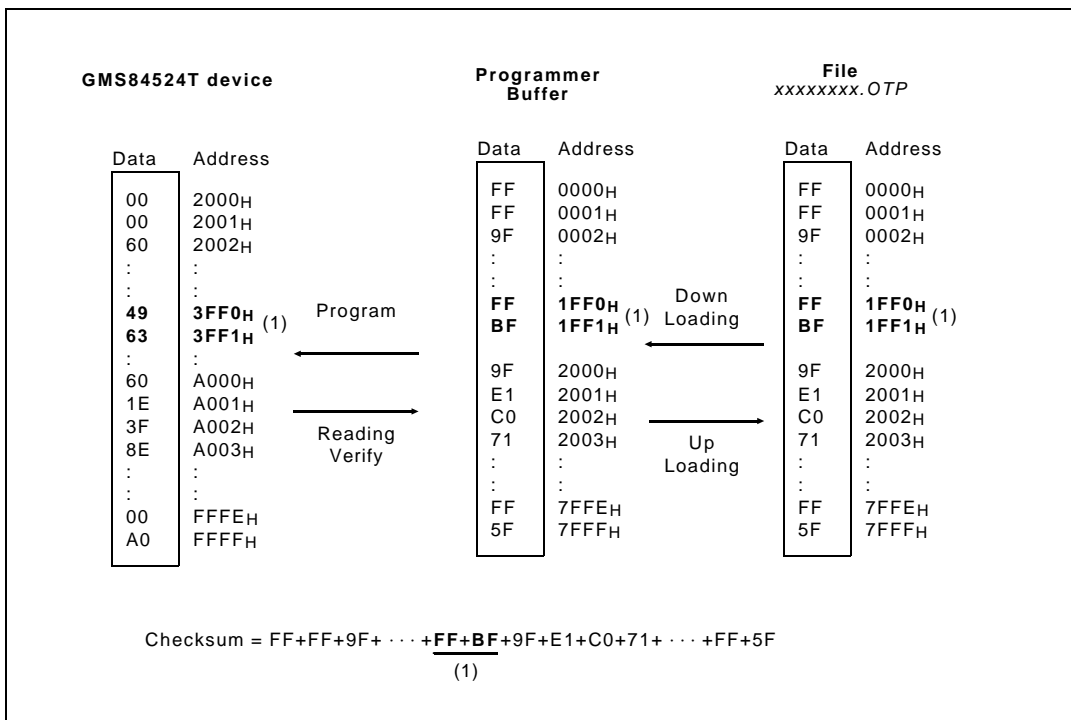 GMS84524T device
Programmer
Buffer
File
xxxxxxxx.OTP
Data Address
00 2000H
00 2001H
60 2002H
: :
: :
49 3FF0H (1)
63 3FF1H
: :
60 A000H
1E A001H
3F A002H
8E A003H
: :
: :
00 FFFEH
A0 FFFFH
Program
Reading
Verify
Data Address
FF 0000H
FF 0001H
9F 0002H
: :
: :
FF 1FF0H (1)
BF 1FF1H
9F 2000H
E1 2001H
C0 2002H
71 2003H
: :
: :
FF 7FFEH
5F 7FFFH
Down
Loading
Up
Loading
Data Address
FF 0000H
FF 0001H
9F 0002H
: :
: :
FF 1FF0H (1)
BF 1FF1H
9F 2000H
E1 2001H
C0 2002H
71 2003H
: :
: :
FF 7FFEH
5F 7FFFH
Checksum = FF+FF+9F+ ··· +FF+BF+9F+E1+C0+71+ ··· +FF+5F
(1)